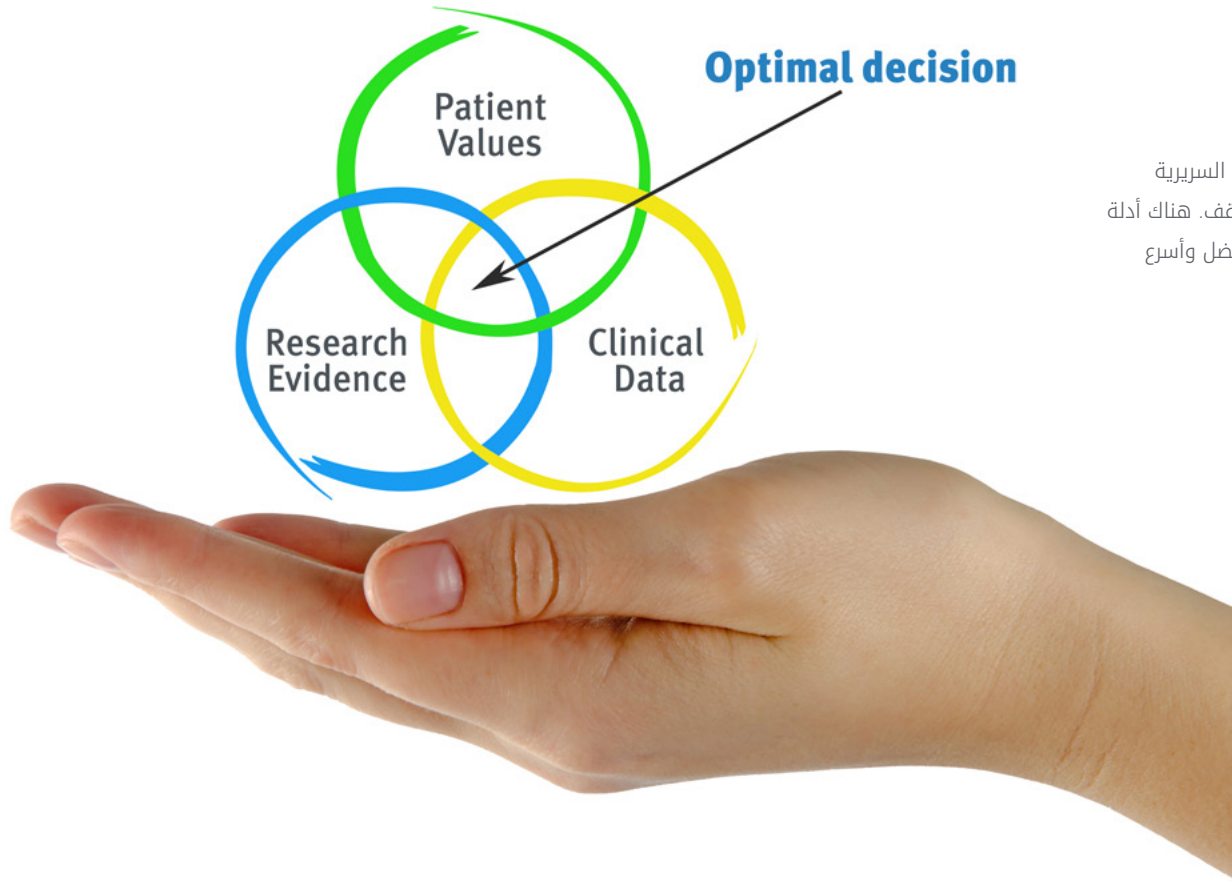 Optimal decision
Patient
Values
Research
Evidence
Clinical
Data
السريرية
هناك أدلة
وأسرع